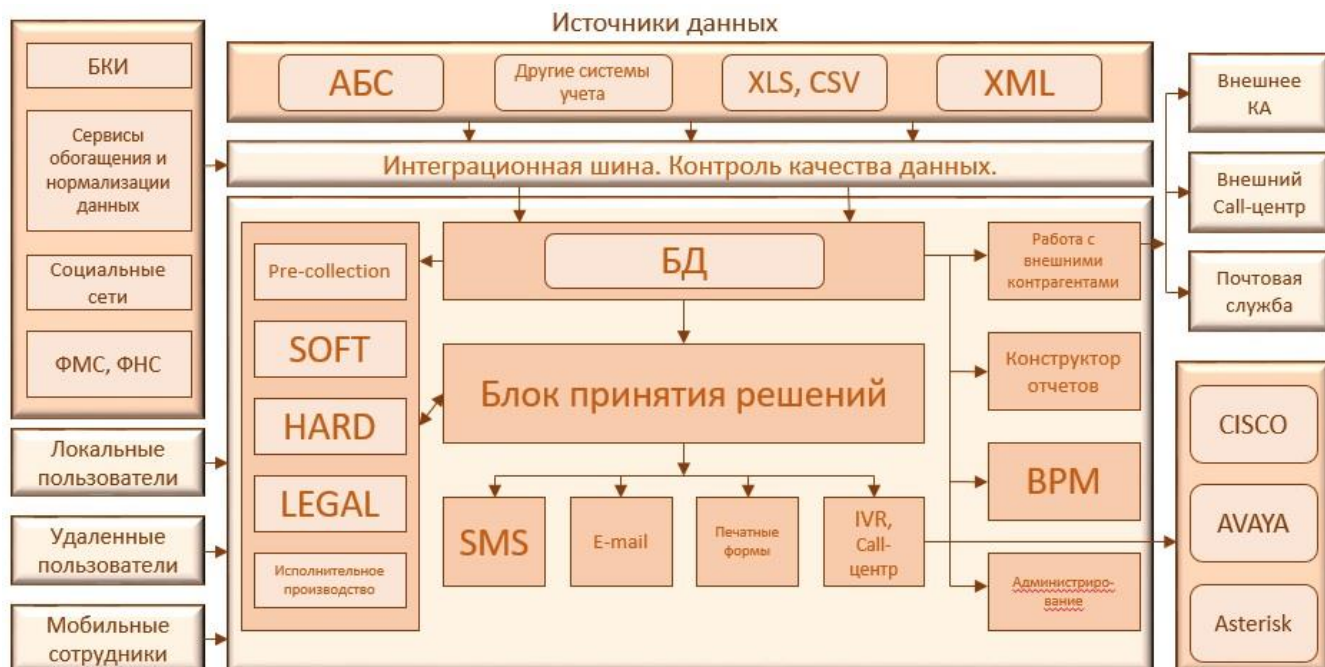 Источники данных
БКИ
Сервисы
обогащения и
нормализации
данных
Социальные
сети
ФМС, ФНС
АБС
Другие системы
учета
XLS, CSV
XML
Интеграционная шина. Контроль качества данных.
Внешнее
КА
Внешний
Call-центр
Почтовая
служба
Pre-collection
SOFT
HARD
LEGAL
Исполнительное
производство
БД
Блок принятия решений
SMS
E-mail
Печатные
формы
IVR,
Call-
центр
Работа с
внешними
контрагентами
Конструктор
отчетов
BPM
Администриро-
вание
CISCO
AVAYA
Asterisk
Локальные
пользователи
Удаленные
пользователи
Мобильные
сотрудники